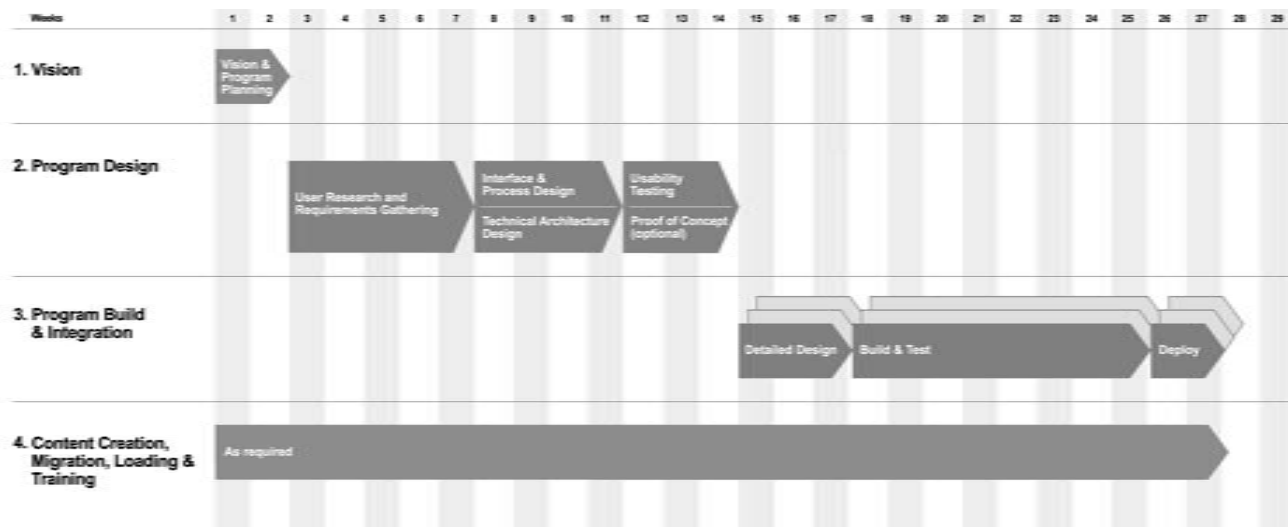 Weeks 1 2 3 4 5 6 7 8 9 10 11 12 13 14 15 16 17 18 19 20 21 22 23 24 25 26 27 28 29
1. Vision
Vision &
Program
Planning
2. Program Design
User Research and
Requirements Gathering
Interface &
Process Design
Technical Architecture
Design
Usability
Testing
Proof of Concept
(optional)
3. Program Build
& Integration
Detailed Design
Build & Test
Deploy
4. Content Creation,
Migration, Loading &
Training
As required